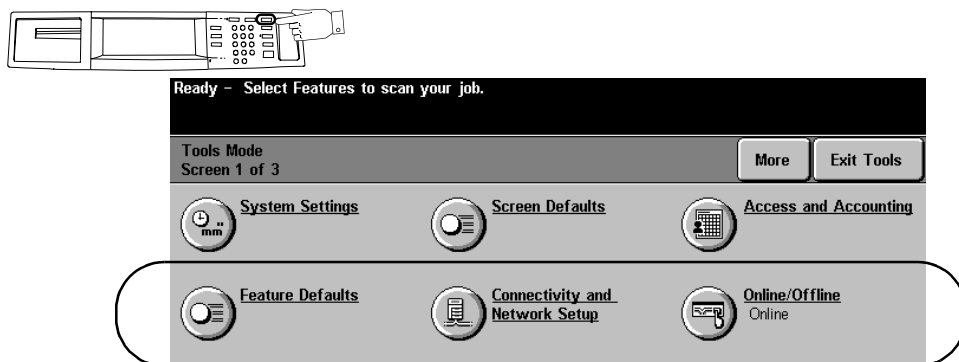 Ready - Select Features to scan your job.
Tools Mode
Screen 1 of 3
More
Exit Tools
System Settings
Screen Defaults
Access and Accounting
mm
Feature Defaults
Connectivity and
Network Setup
Online/Offline
Online